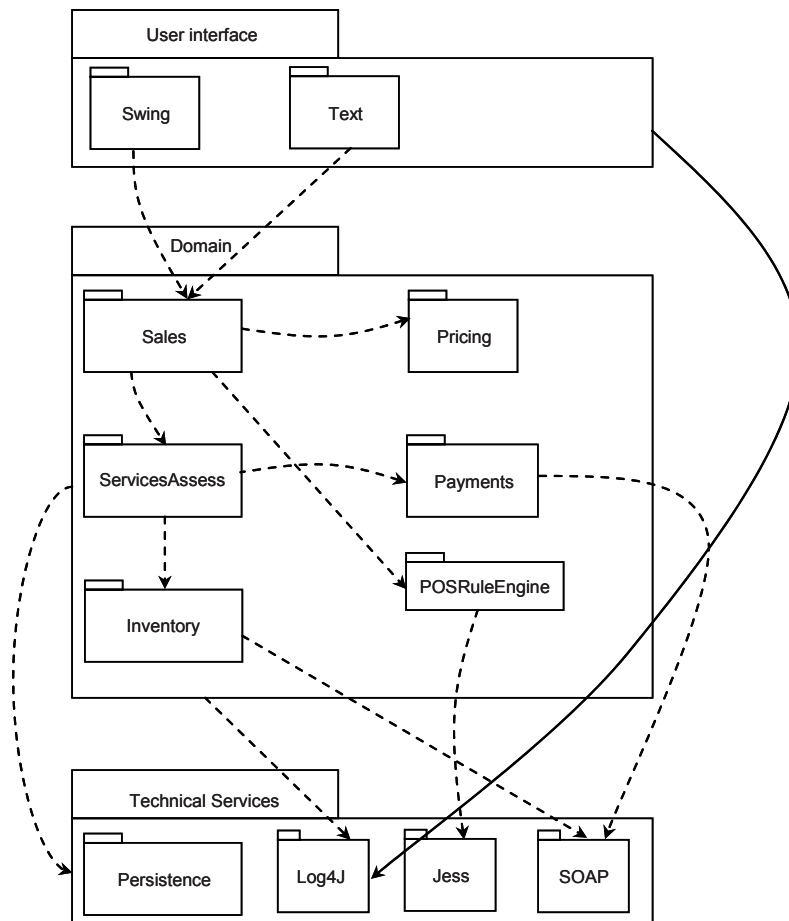 User interface
Swing
Text
Domain
Sales
Pricing
ServicesAssess
Payments
POSRuleEngine
Inventory
Technical Services
Persistence
Log4J
Jess
SOAP